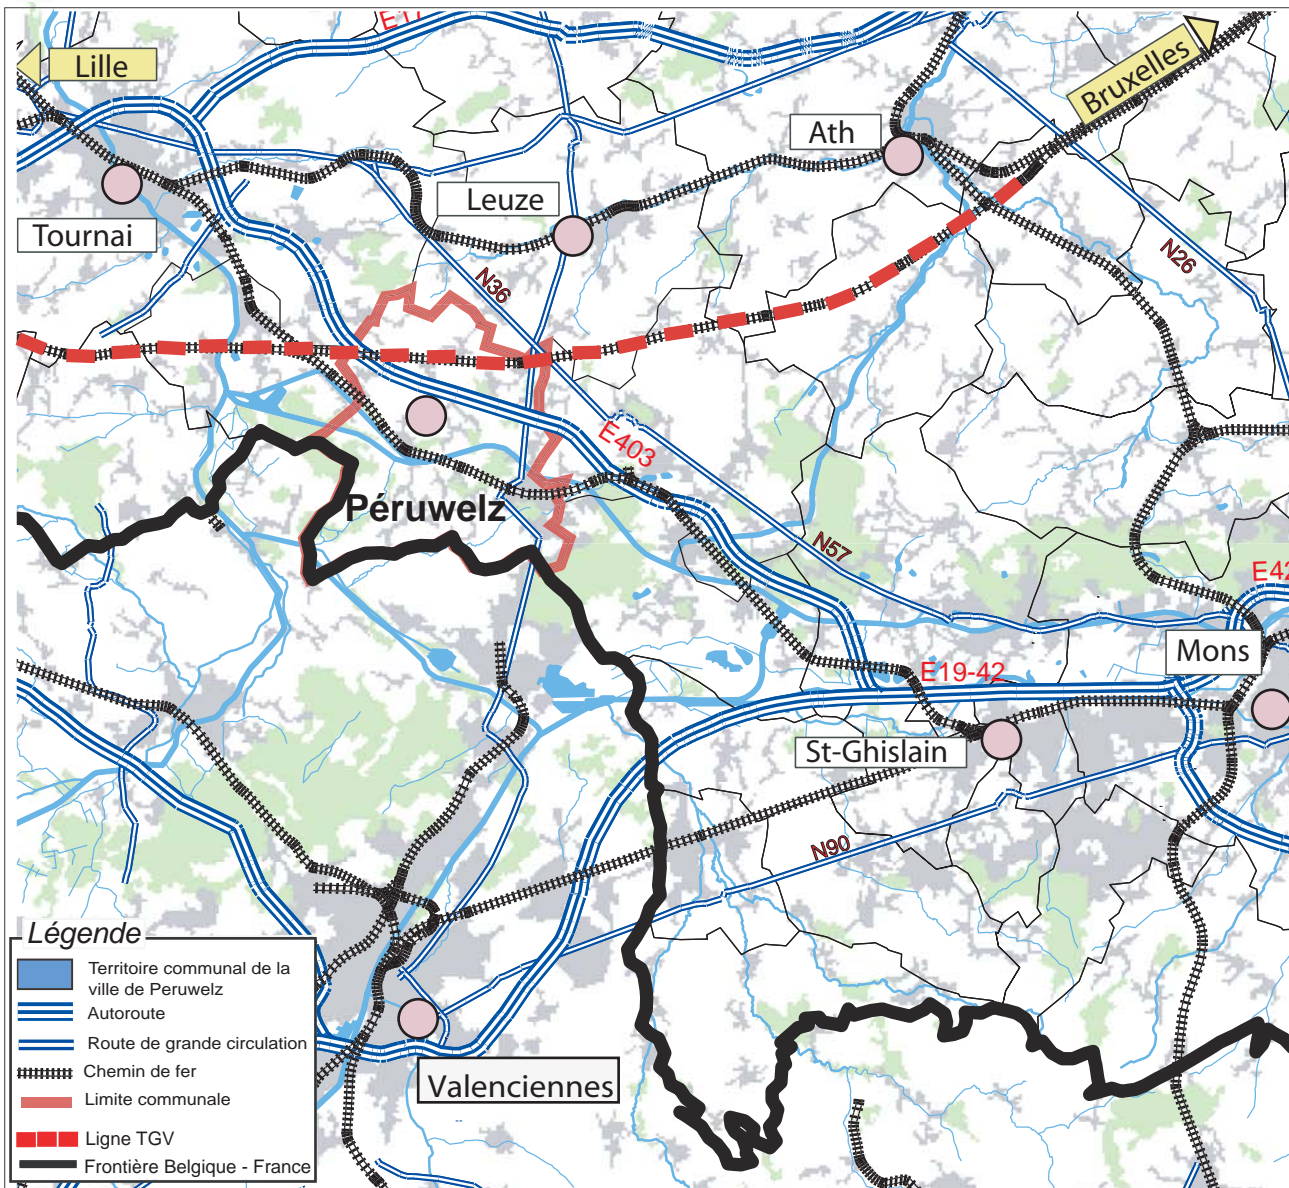 E17
Lille
Bruxelles
Ath
Leuze
Tournai
N26
N36
E403
Péruwelz
N57
E42
Mons
E19-42
St-Ghislain
N90
Légende
Territoire communal de la
ville de Peruwelz
Autoroute
Route de grande circulation
Chemin de fer
Limite communale
Ligne TGV
Frontière Belgique - France
Valenciennes